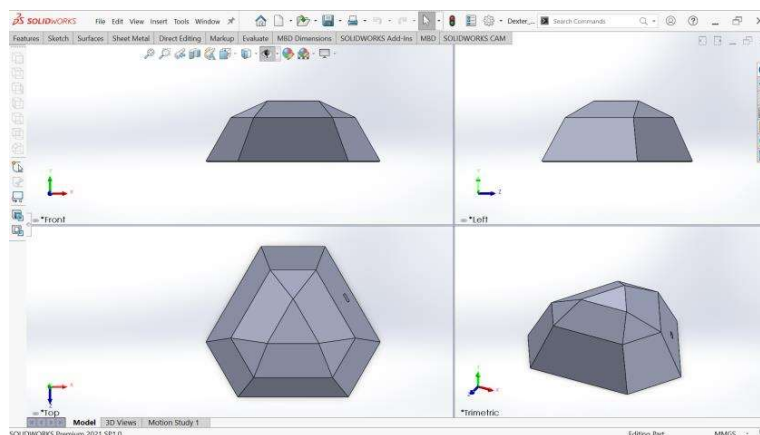 SOLIDWORKS File Edit View Insert Tools Window Dexter_... Search Commands
Features Sketch Surfaces Sheet Metal Direct Editing Markup Evaluate MBD Dimensions SOLIDWORKS Add-Ins MBD SOLIDWORKS CAM
*Front
*Left
*Top
*Trimetric
Model 3D Views Motion Study 1
SOLIDWORKS Premium 2021 SP1.0 Editing Part MMGS